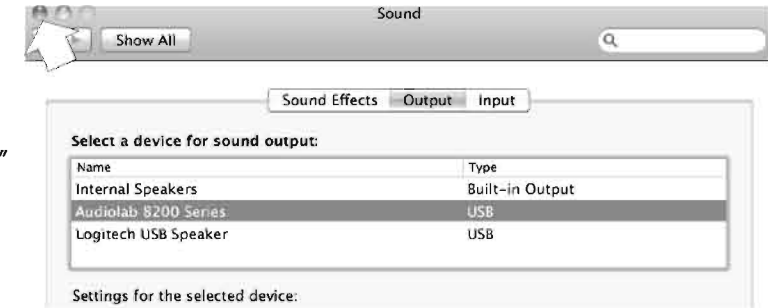 Sound
Show All
Sound Effects Output Input
Select a device for sound output:
"
Name Type
Internal Speakers Built-in Output
Audiolab 8200 Series USB
Logitech USB Speaker USB
Settings for the selected device: